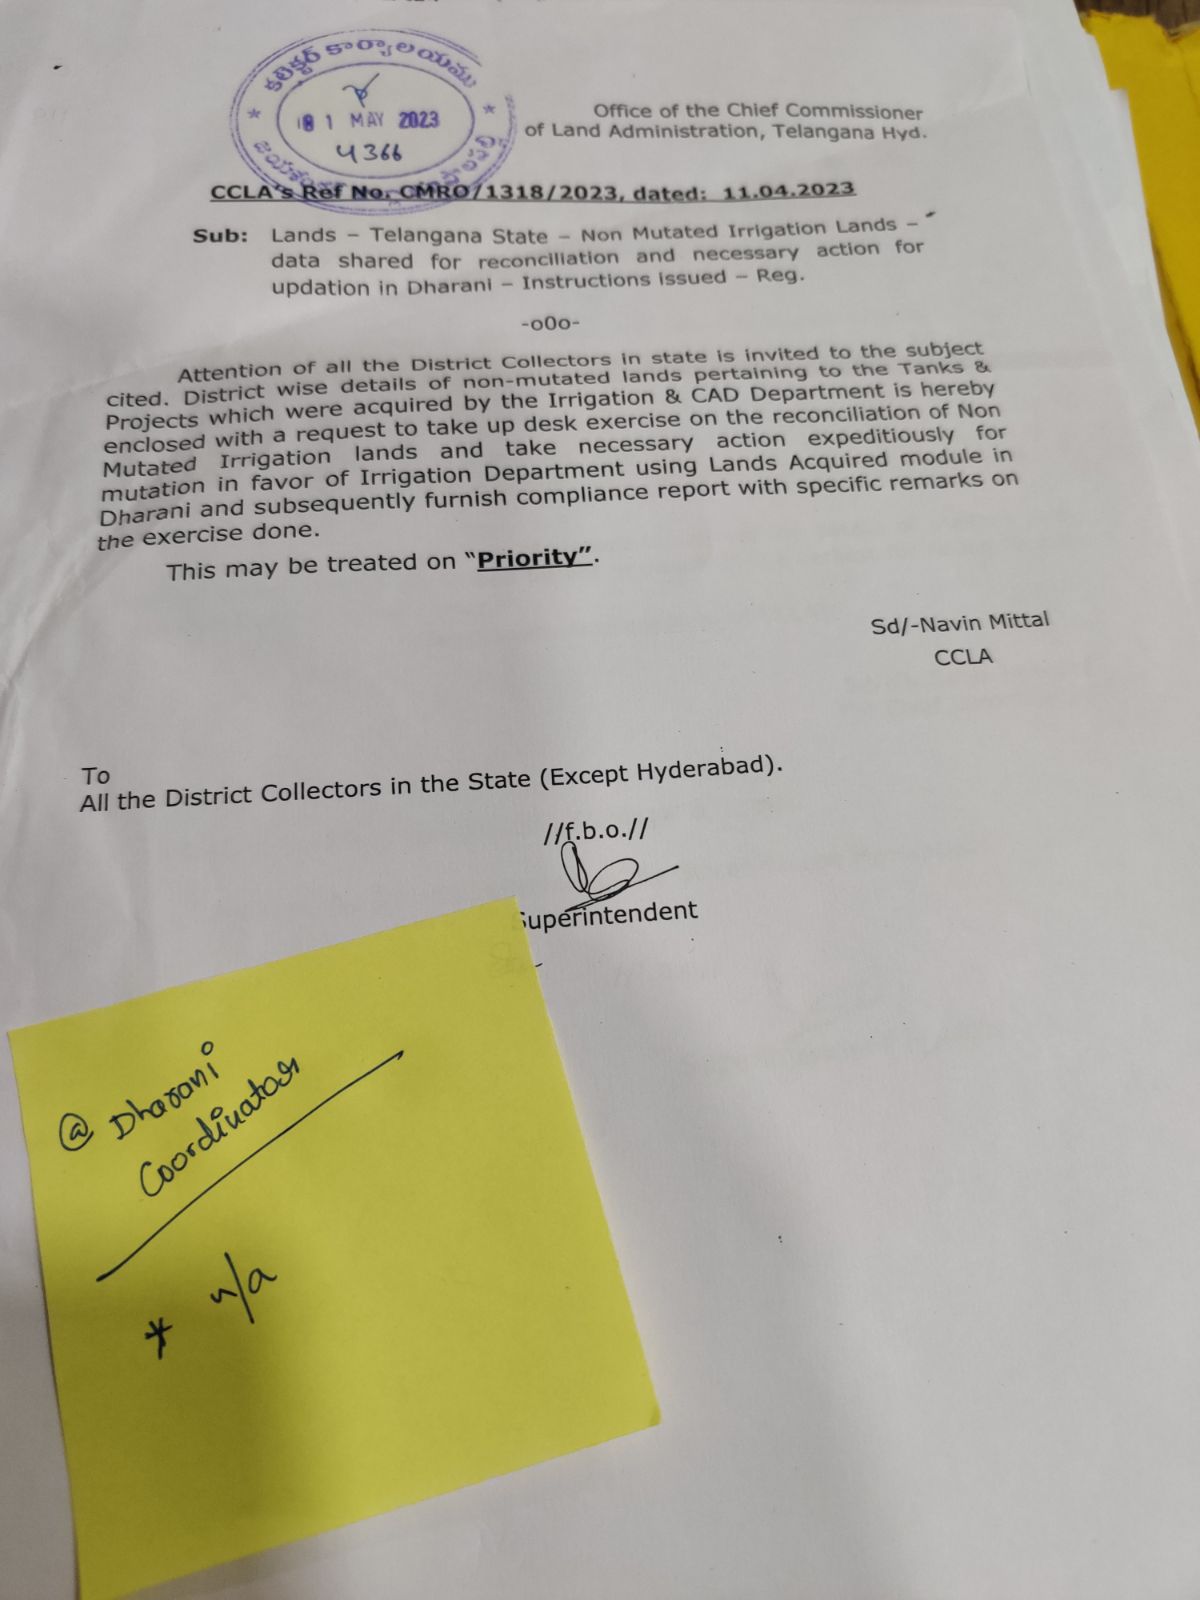 కలెక్టర్ కార్యాలయము
01 MAY 2023
4366
Office of the Chief Commissioner
of Land Administration, Telangana Hyd.
CCLA's Ref No. CMRO/1318/2023, dated: 11.04.2023
Sub: Lands – Telangana State – Non Mutated Irrigation Lands –
data shared for reconciliation and necessary action for
updation in Dharani – Instructions issued – Reg.
-o0o-
Attention of all the District Collectors in state is invited to the subject
cited. District wise details of non-mutated lands pertaining to the Tanks &
Projects which were acquired by the Irrigation & CAD Department is hereby
enclosed with a request to take up desk exercise on the reconciliation of Non
Mutated Irrigation lands and take necessary action expeditiously for
mutation in favor of Irrigation Department using Lands Acquired module in
Dharani and subsequently furnish compliance report with specific remarks on
the exercise done.
This may be treated on “Priority”.
Sd/-Navin Mittal
CCLA
To
All the District Collectors in the State (Except Hyderabad).
//f.b.o.//
Superintendent
@ Dharani
Coordinator
* n/a